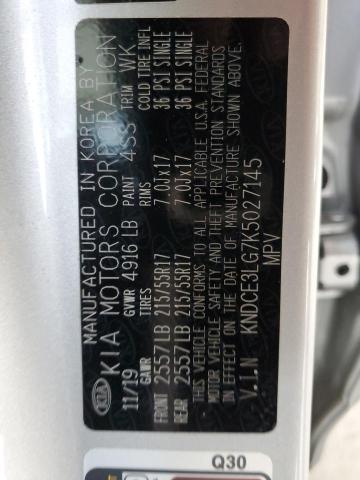 MANUFACTURED IN KOREA BY
KIA KIA MOTORS CORPORATION
11/19 GVWR 4916 LB PAINT 4SS TRIM WK
GAWR TIRES RIMS COLD TIRE INFL
FRONT 2557LB 215/55R17 7.0Jx17 36 PSI SINGLE
REAR 2557LB 215/55R17 7.0Jx17 36 PSI SINGLE
THIS VEHICLE CONFORMS TO ALL APPLICABLE U.S.A. FEDERAL
MOTOR VEHICLE SAFETY AND THEFT PREVENTION STANDARDS
IN EFFECT ON THE DATE OF MANUFACTURE SHOWN ABOVE.
V.I.N KNDCE3LG7K5027145
MPV
Q30